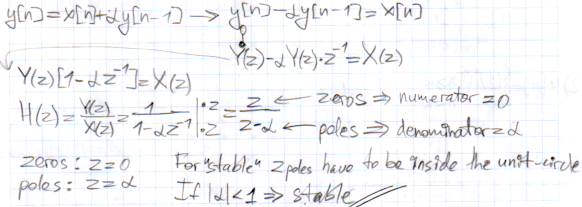 y[n]=x[n]+αy[n-1] → y[n]-αy[n-1]=x[n]
Y(z)-αY(z)·z⁻¹=X(z)
Y(z)[1-αz⁻¹]=X(z)
H(z)=Y(z)/X(z)=1/(1-αz⁻¹)|·z/·z=z/(z-α) ← zeros ⇒ numerator=0
← poles ⇒ denominator=α
zeros: z=0 For "stable" z poles have to be inside the unit-circle
poles: z=α If |α|<1 ⇒ stable